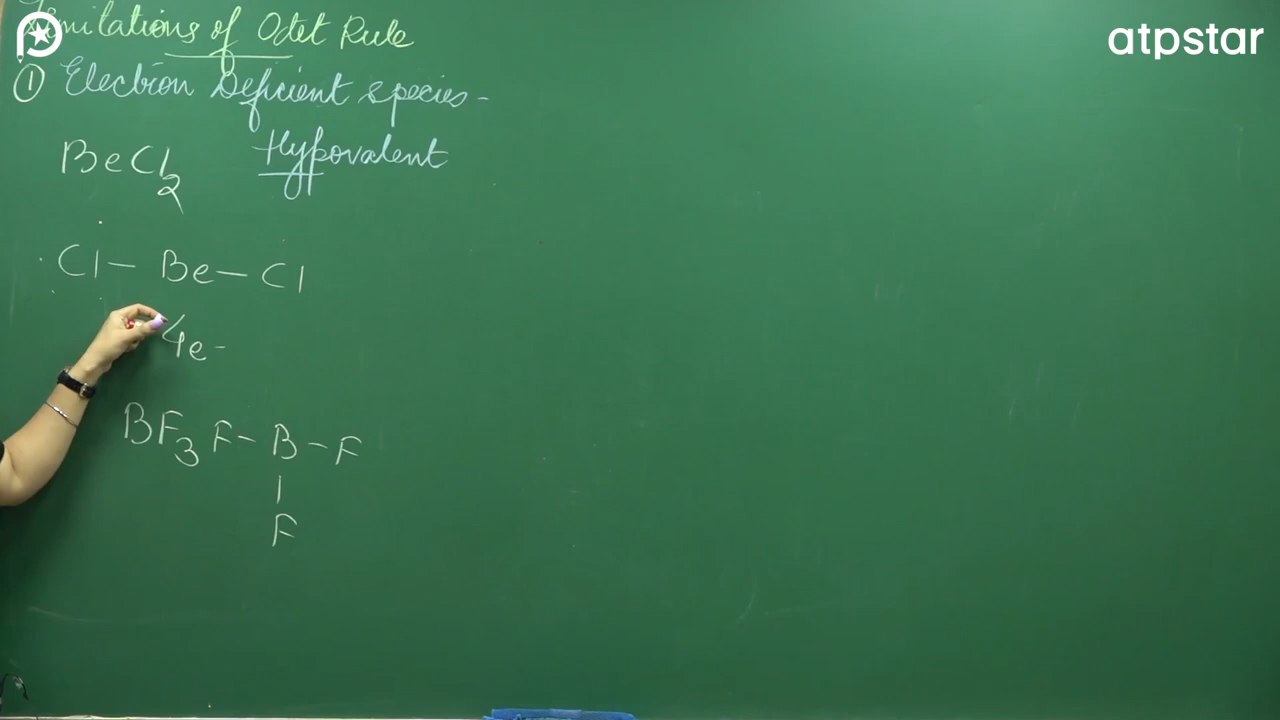 Limitations of Octet Rule
atpstar
① Electron Deficient species -
Hypovalent
BeCl2
Cl — Be — Cl
4e -
BF3 F - B - F
F